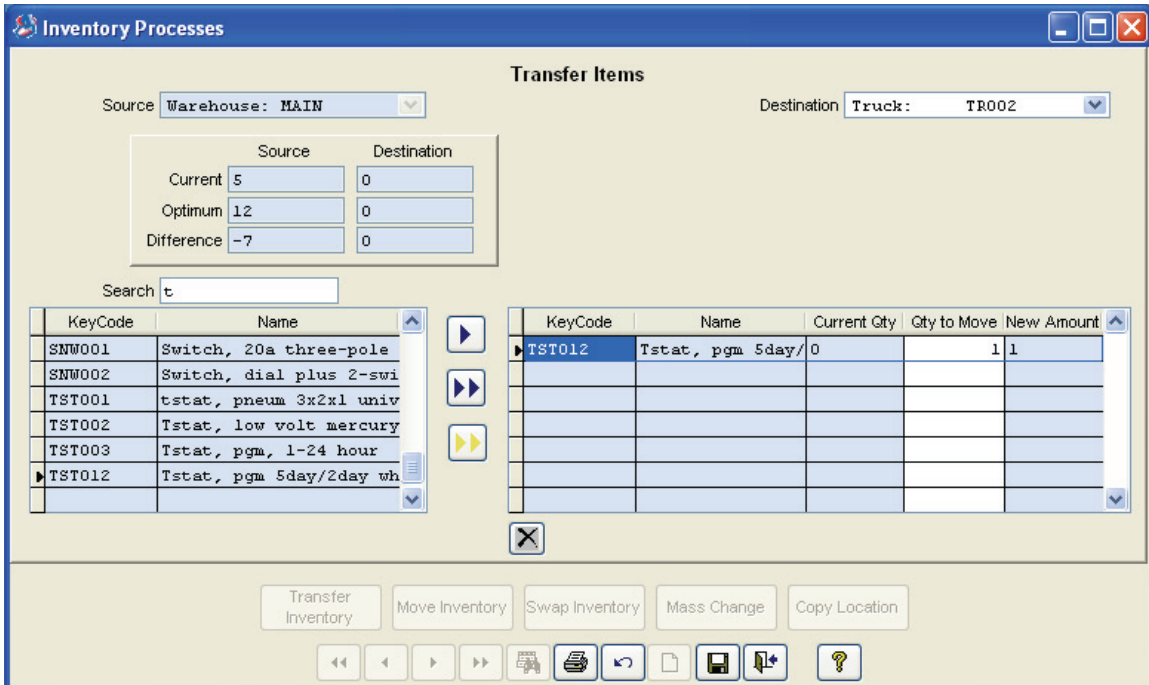 Inventory Processes
Transfer Items
Source Warehouse: MAIN Destination Truck: TR002
Source Destination
Current 5 0
Optimum 12 0
Difference -7 0
Search t
KeyCode Name KeyCode Name Current Qty Qty to Move New Amount
SNW001 Switch, 20a three-pole TST012 Tstat, pgm 5day/ 0 1 1
SNW002 Switch, dial plus 2-swi
TST001 tstat, pneum 3x2x1 univ
TST002 Tstat, low volt mercury
TST003 Tstat, pgm, 1-24 hour
TST012 Tstat, pgm 5day/2day wh
Transfer Inventory Move Inventory Swap Inventory Mass Change Copy Location